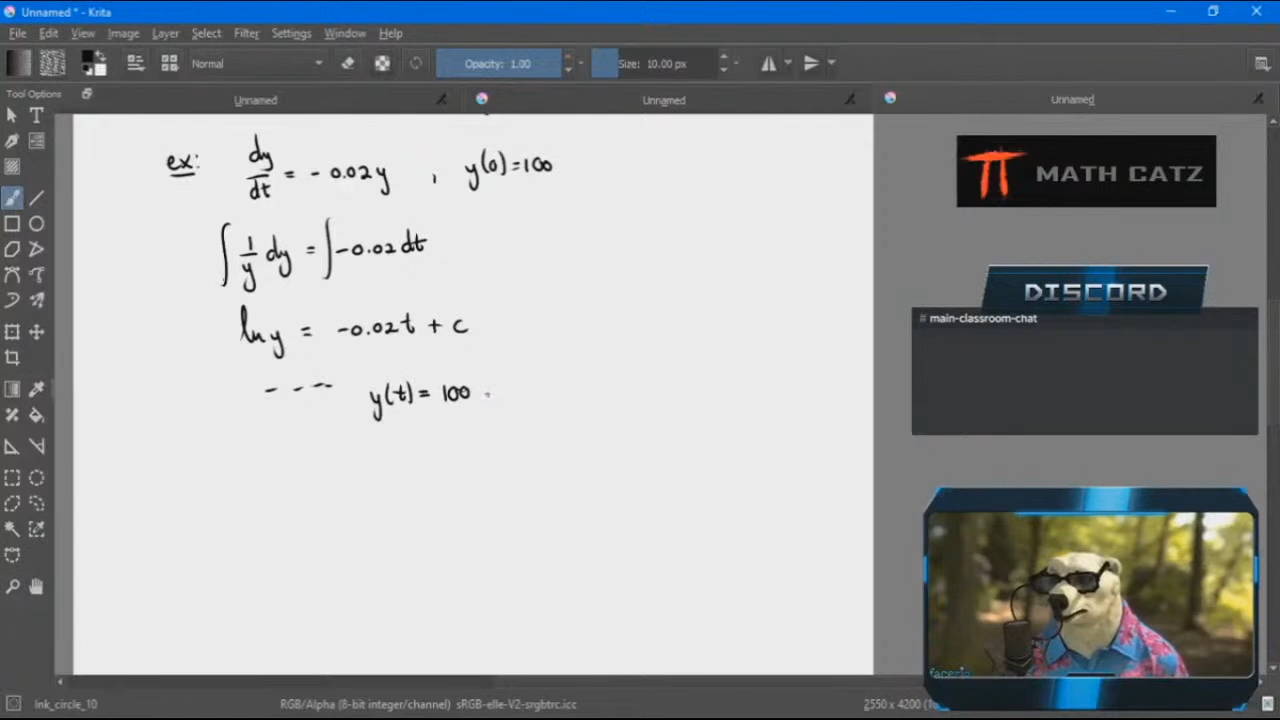 Unnamed * - Krita
File Edit View Image Layer Select Filter Settings Window Help
Normal Opacity: 1.00 Size: 10.00 px
Tool Options
Unnamed Unnamed Unnamed
ex: dy/dt = - 0.02y , y(0)=100
∫ 1/y dy = ∫ -0.02 dt
ln y = -0.02t + c
- - -- y(t) = 100
MATH CATZ
DISCORD
# main-classroom-chat
facerig
Ink_circle_10 RGB/Alpha (8-bit integer/channel) sRGB-elle-V2-srgbtrc.icc 2550 x 4200 (1